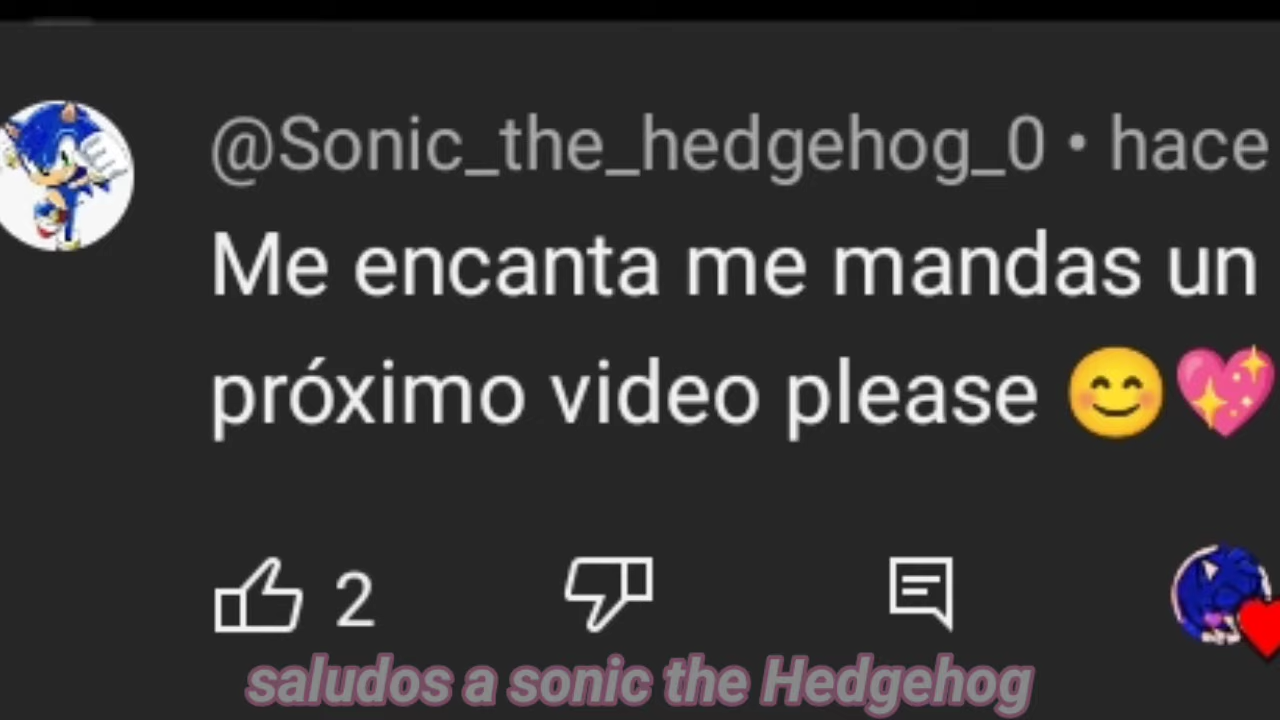 @Sonic_the_hedgehog_0 • hace
Me encanta me mandas un
próximo video please 😊💖
2
saludos a sonic the Hedgehog